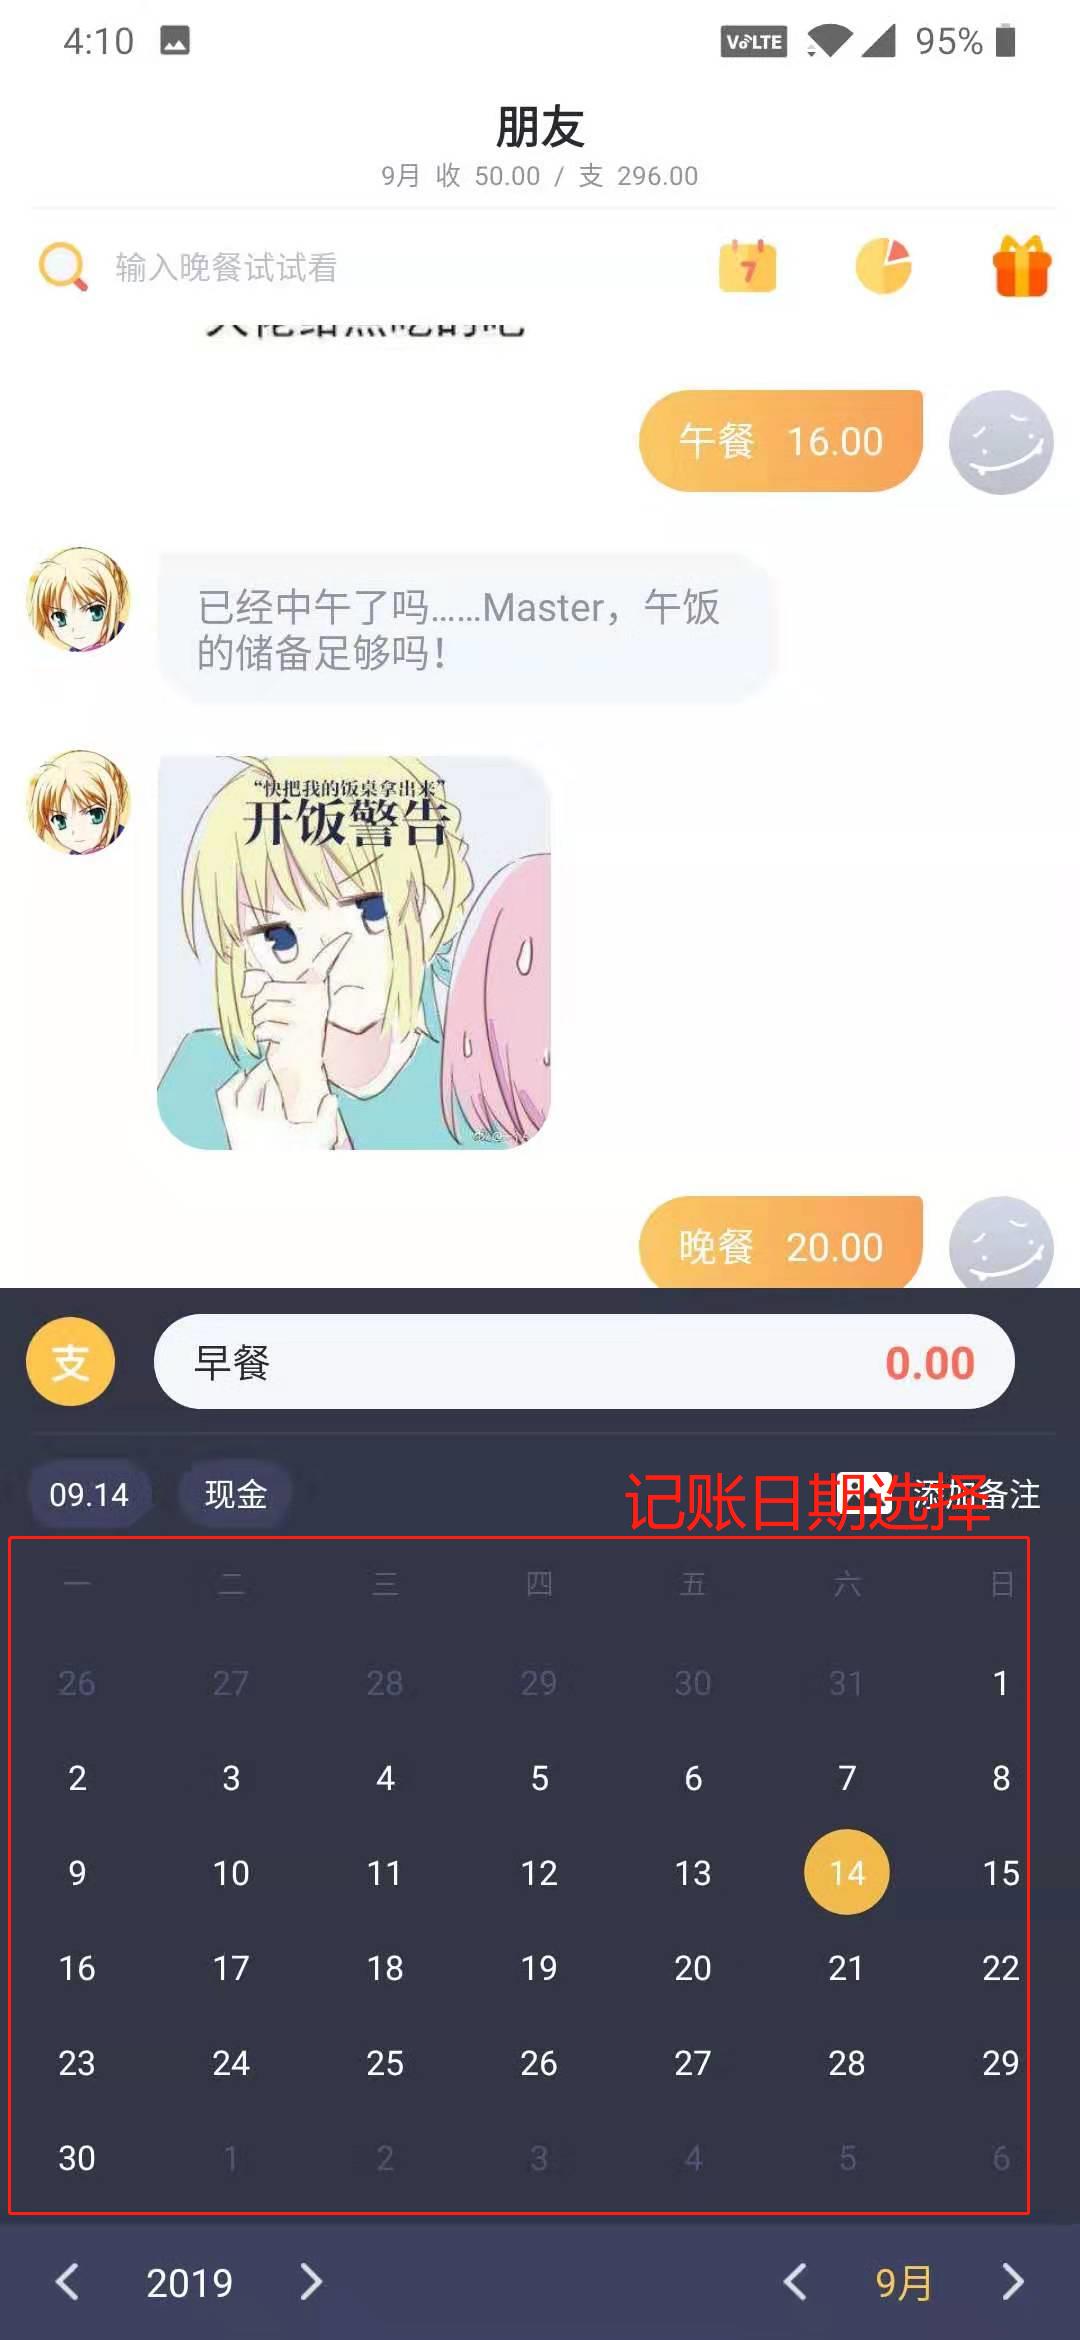 4:10 VoLTE 95%
朋友
9月 收 50.00 / 支 296.00
输入晚餐试试看 7
午餐 16.00
已经中午了吗……Master，午饭
的储备足够吗！
“快把我的饭桌拿出来”
开饭警告
晚餐 20.00
支 早餐 0.00
09.14 现金 添加备注
记账日期选择
一 二 三 四 五 六 日
26 27 28 29 30 31 1
2 3 4 5 6 7 8
9 10 11 12 13 14 15
16 17 18 19 20 21 22
23 24 25 26 27 28 29
30 1 2 3 4 5 6
2019 9月